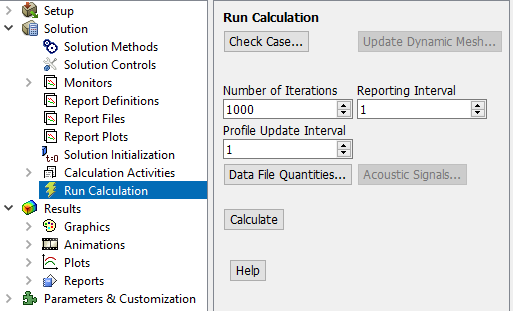 Setup
Solution
Solution Methods
Solution Controls
Monitors
Report Definitions
Report Files
Report Plots
t=0
Solution Initialization
Calculation Activities
Run Calculation
Results
Graphics
Animations
Plots
Reports
Parameters & Customization
Run Calculation
Check Case... Update Dynamic Mesh...
Number of Iterations Reporting Interval
1000 1
Profile Update Interval
1
Data File Quantities... Acoustic Signals...
Calculate
Help